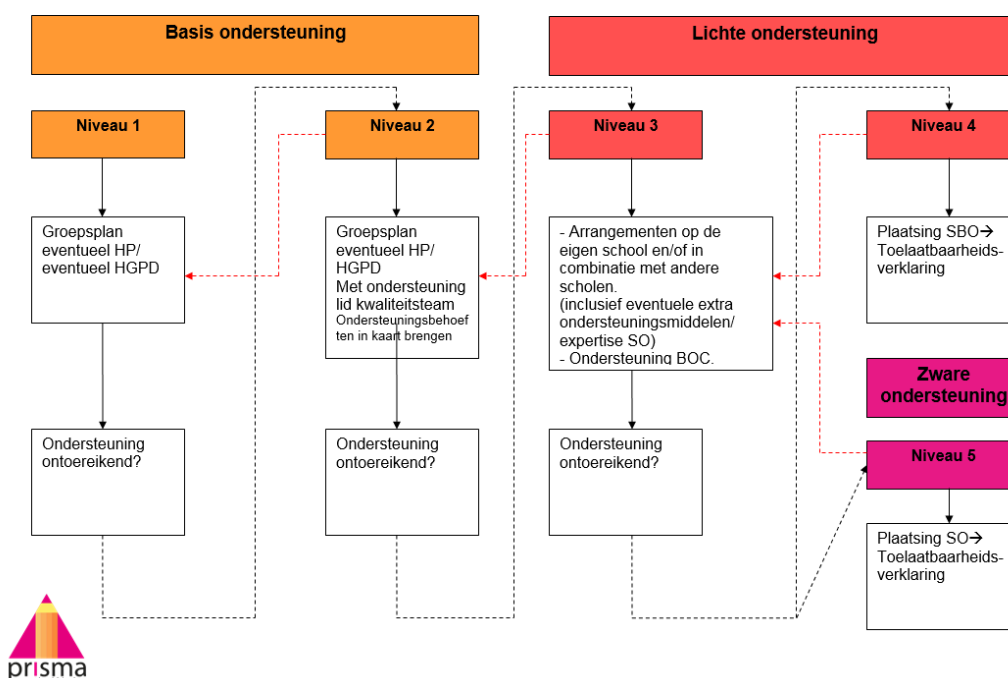 Basis ondersteuning
Lichte ondersteuning
Niveau 1
Niveau 2
Niveau 3
Niveau 4
Groepsplan
eventueel HP/
eventueel HGPD
Groepsplan
eventueel HP/
HGPD
Met ondersteuning
lid kwaliteitsteam
Ondersteuningsbehoef
ten in kaart brengen
- Arrangementen op de
eigen school en/of in
combinatie met andere
scholen.
(inclusief eventuele extra
ondersteuningsmiddelen/
expertise SO)
- Ondersteuning BOC.
Plaatsing SBO→
Toelaatbaarheids-
verklaring
Zware
ondersteuning
Ondersteuning
ontoereikend?
Ondersteuning
ontoereikend?
Ondersteuning
ontoereikend?
Niveau 5
Plaatsing SO→
Toelaatbaarheids-
verklaring
prisma